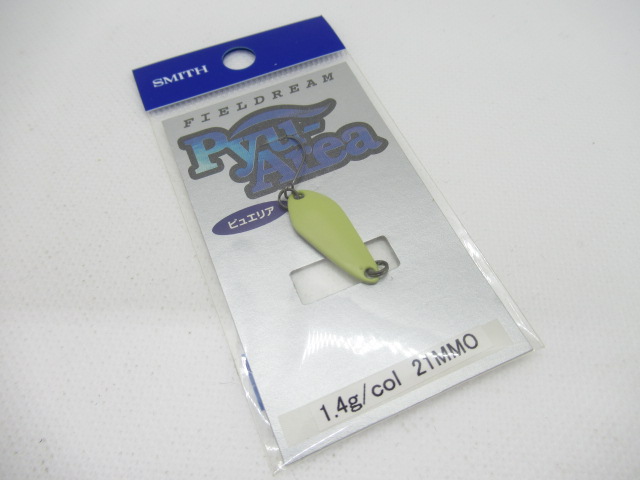 SMITH
FIELDREAM
Pyu-
Area
ピュエリア
1.4g/col 21MMO